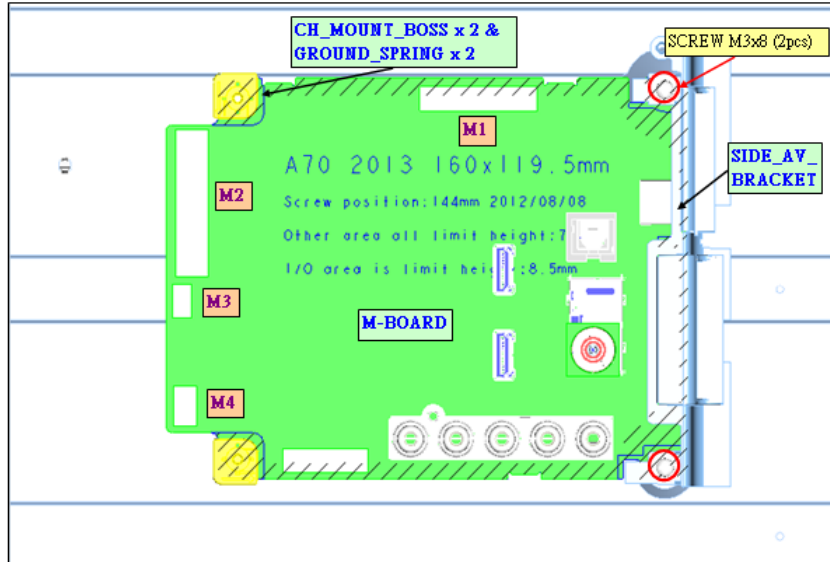 CH_MOUNT_BOSS x 2 &
GROUND_SPRING x 2
SCREW M3x8 (2pcs)
M1
A70 2013 160x119.5mm
SIDE_AV_
BRACKET
M2
Screw position:144mm 2012/08/08
Other area all limit height:7
I/O area is limit height:8.5mm
M3
M-BOARD
M4